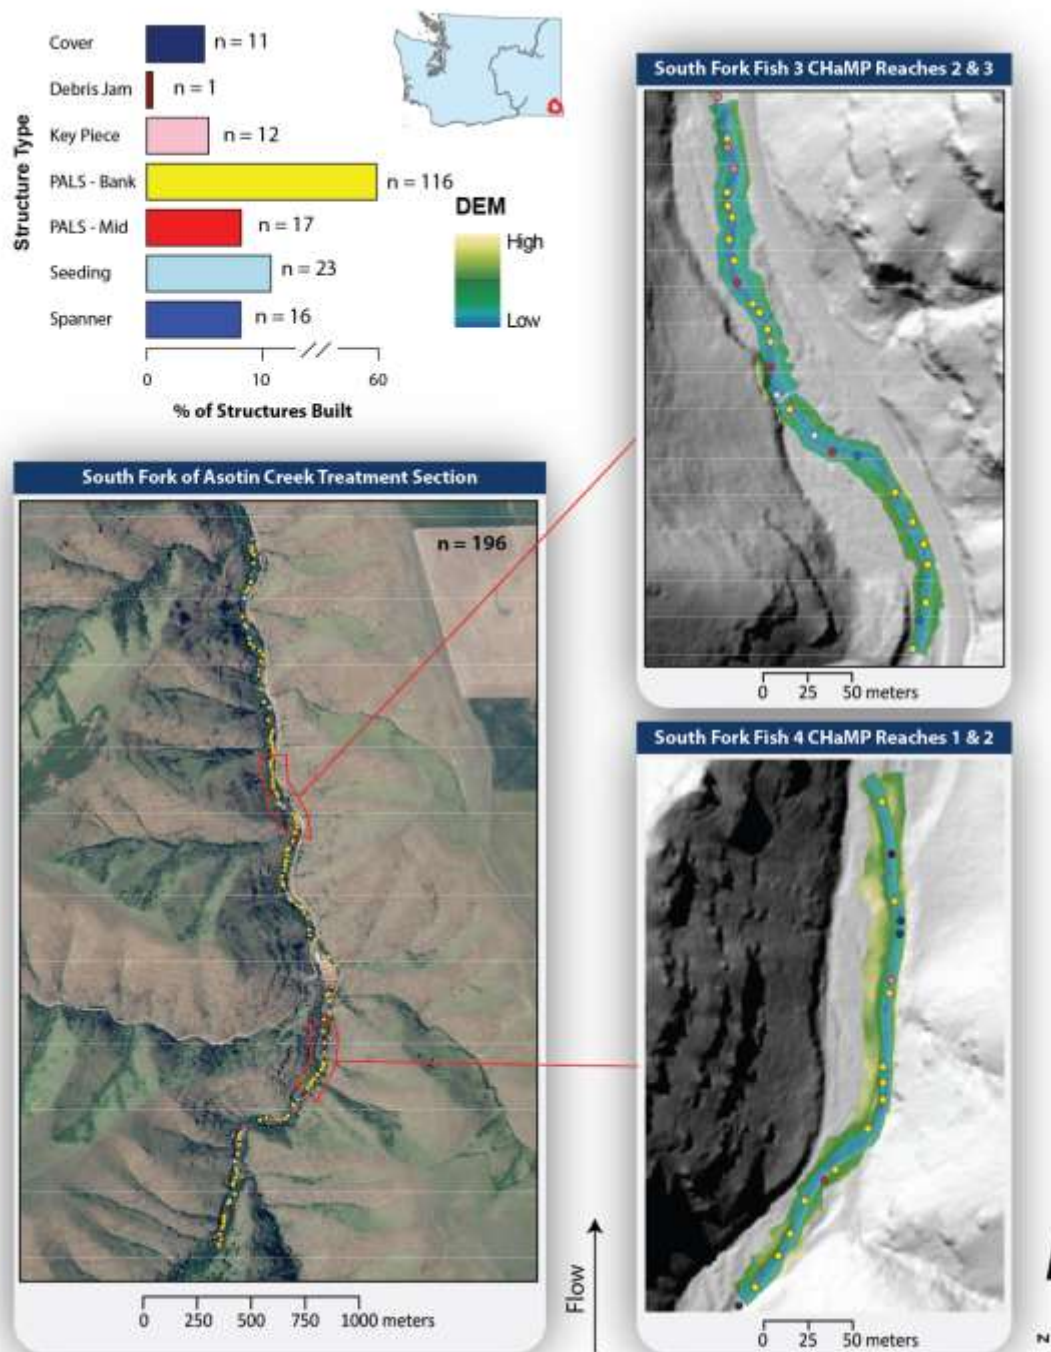 Structure Type
Cover
n = 11
Debris Jam
n = 1
Key Piece
n = 12
PALS - Bank
n = 116
PALS - Mid
n = 17
Seeding
n = 23
Spanner
n = 16
0 10 60
% of Structures Built
DEM
High
Low
South Fork Fish 3 CHaMP Reaches 2 & 3
0 25 50 meters
South Fork of Asotin Creek Treatment Section
n = 196
0 250 500 750 1000 meters
Flow
South Fork Fish 4 CHaMP Reaches 1 & 2
0 25 50 meters
N